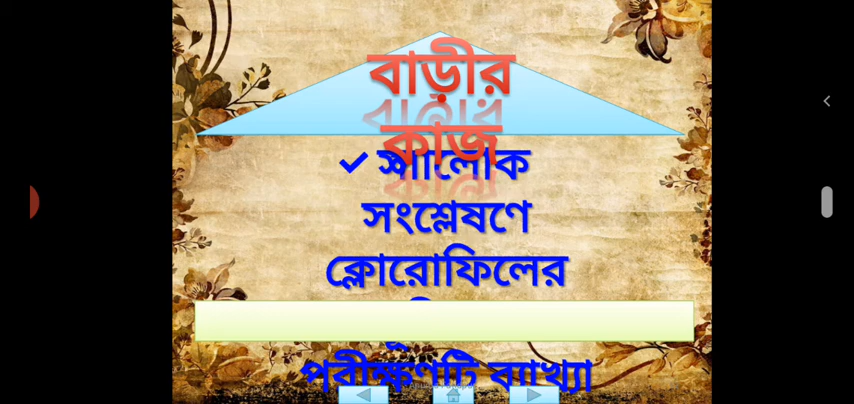 বাড়ীর
কাজ
✓ সালোক
সংশ্লেষণে
ক্লোরোফিলের
পরীক্ষণটি ব্যাখ্যা